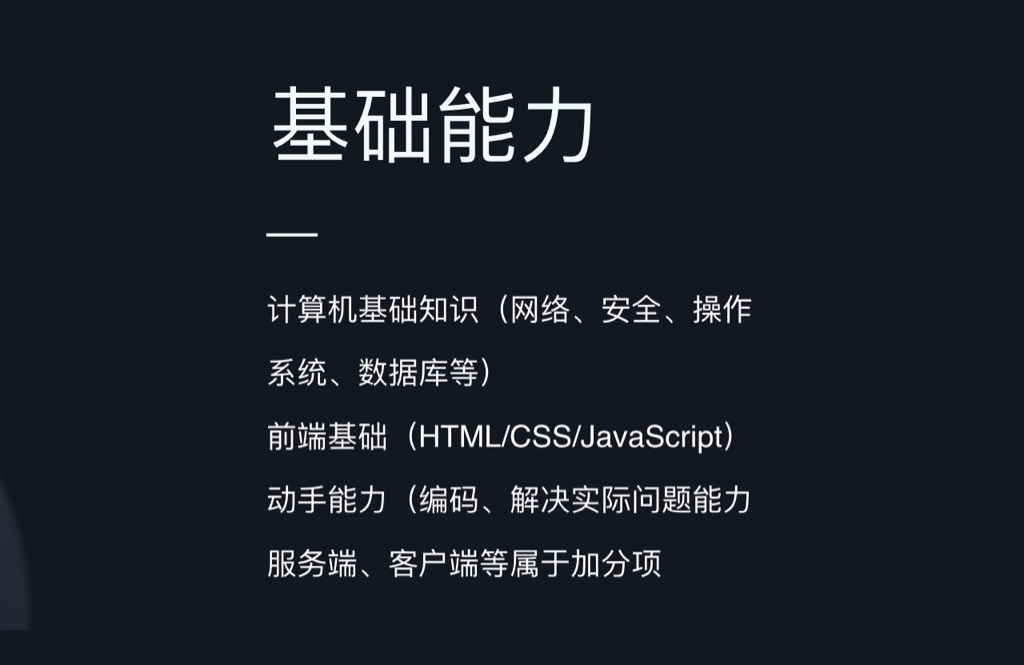 基础能力
计算机基础知识（网络、安全、操作
系统、数据库等）
前端基础（HTML/CSS/JavaScript）
动手能力（编码、解决实际问题能力
服务端、客户端等属于加分项